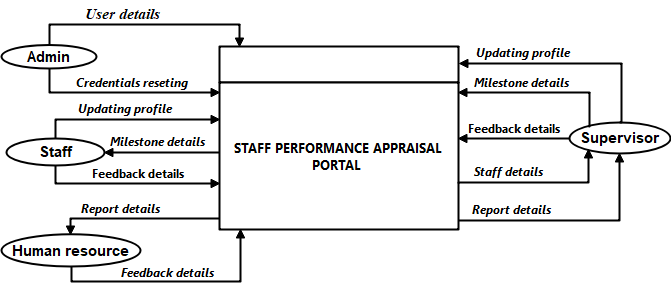 User details
Admin
Credentials reseting
Updating profile
Staff
Milestone details
Feedback details
Report details
Human resource
Feedback details
STAFF PERFORMANCE APPRAISAL
PORTAL
Updating profile
Milestone details
Feedback details
Supervisor
Staff details
Report details